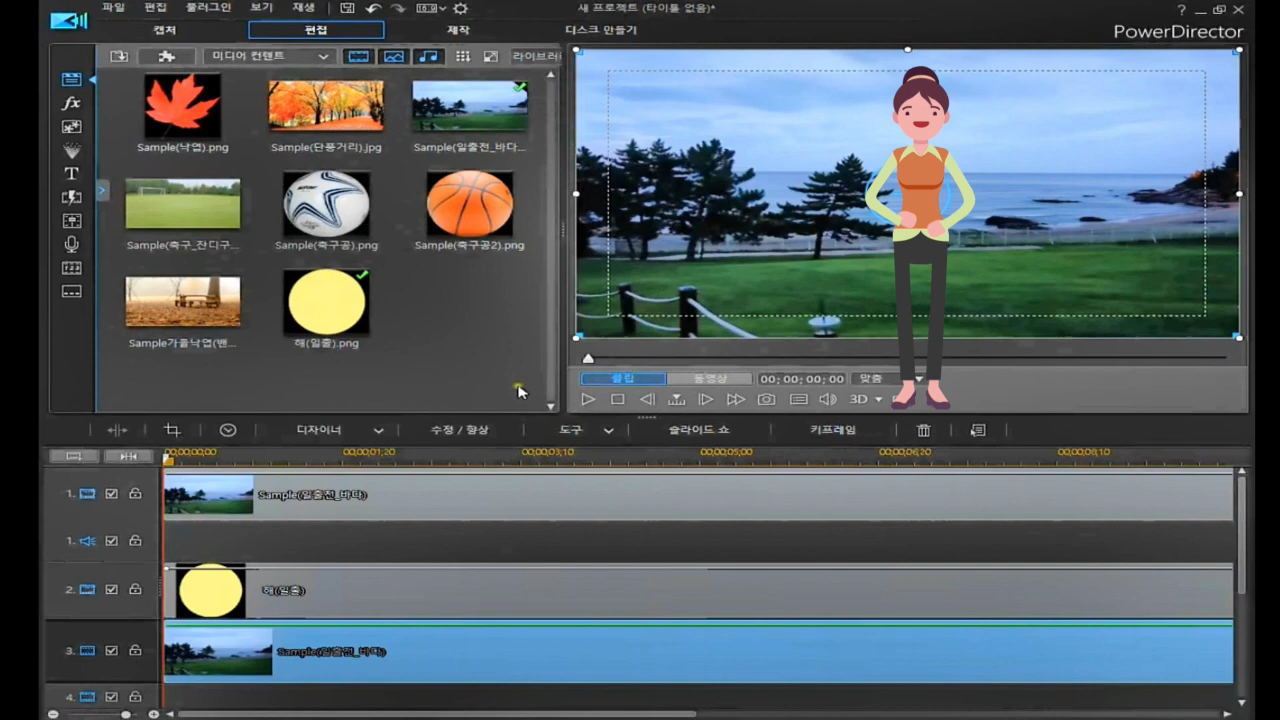 파일 편집 플러그인 보기 재생
새 프로젝트 (타이틀 없음)*
캡처 편집 제작 디스크 만들기
PowerDirector
미디어 컨텐트 라이브러
Sample(낙엽).png Sample(단풍거리).jpg Sample(일출전_바다...
Sample(축구_잔디구... Sample(축구공).png Sample(축구공2).png
Sample가을낙엽(벤... 해(일출).png
클립 동영상 00; 00; 00; 00 맞춤
3D
디자이너 수정 / 향상 도구 슬라이드 쇼 키프레임
00;00;00;00 00;00;01;20 00;00;03;10 00;00;05;00 00;00;06;20 00;00;08;10
1. Sample(일출전_바다)
1.
2. 해(일출)
3. Sample(일출전_바다)
4.